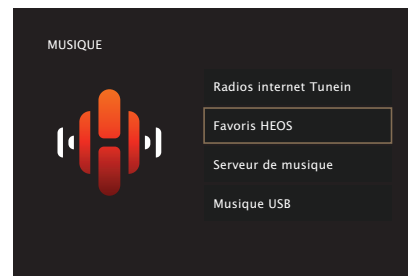 MUSIQUE
Radios internet Tunein
Favoris HEOS
Serveur de musique
Musique USB